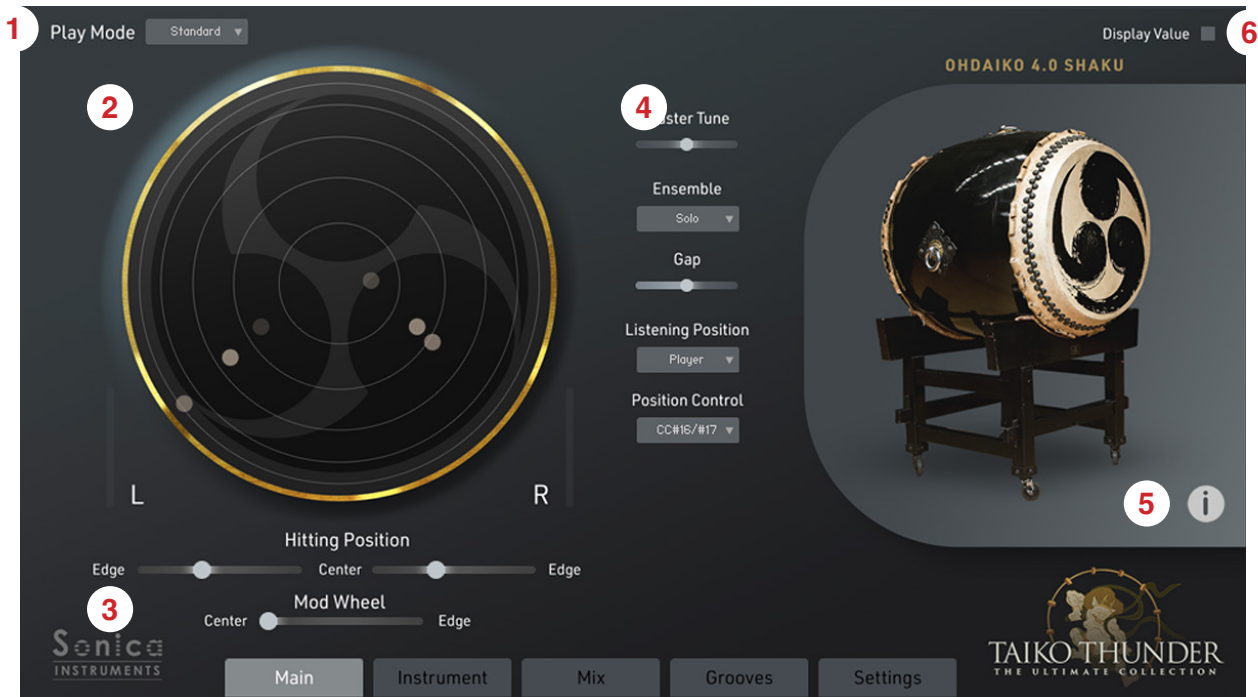 1
Play Mode
Standard
Display Value
6
OHDAIKO 4.0 SHAKU
2
4
ster Tune
Ensemble
Solo
Gap
Listening Position
Player
Position Control
CC#16/#17
L
R
5
i
Hitting Position
Edge
Center
Edge
3
Mod Wheel
Center
Edge
Sonica
INSTRUMENTS
TAIKO THUNDER
THE ULTIMATE COLLECTION
Main
Instrument
Mix
Grooves
Settings